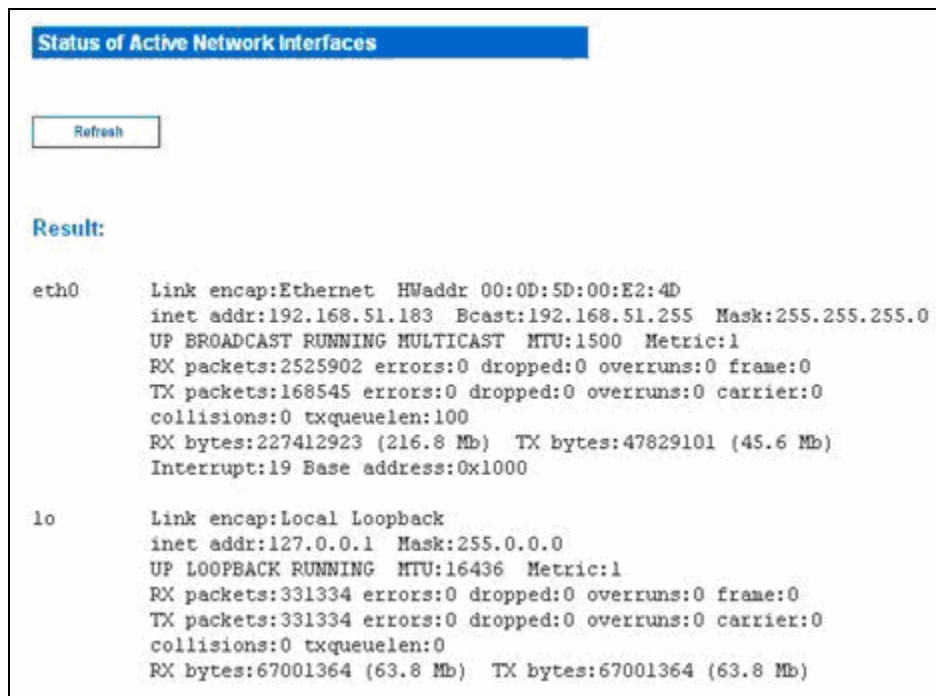 Status of Active Network Interfaces
Refresh
Result:
eth0 Link encap:Ethernet HWaddr 00:0D:5D:00:E2:4D
inet addr:192.168.51.183 Bcast:192.168.51.255 Mask:255.255.255.0
UP BROADCAST RUNNING MULTICAST MTU:1500 Metric:1
RX packets:2525902 errors:0 dropped:0 overruns:0 frame:0
TX packets:168545 errors:0 dropped:0 overruns:0 carrier:0
collisions:0 txqueuelen:100
RX bytes:227412923 (216.8 Mb) TX bytes:47829101 (45.6 Mb)
Interrupt:19 Base address:0x1000
lo Link encap:Local Loopback
inet addr:127.0.0.1 Mask:255.0.0.0
UP LOOPBACK RUNNING MTU:16436 Metric:1
RX packets:331334 errors:0 dropped:0 overruns:0 frame:0
TX packets:331334 errors:0 dropped:0 overruns:0 carrier:0
collisions:0 txqueuelen:0
RX bytes:67001364 (63.8 Mb) TX bytes:67001364 (63.8 Mb)